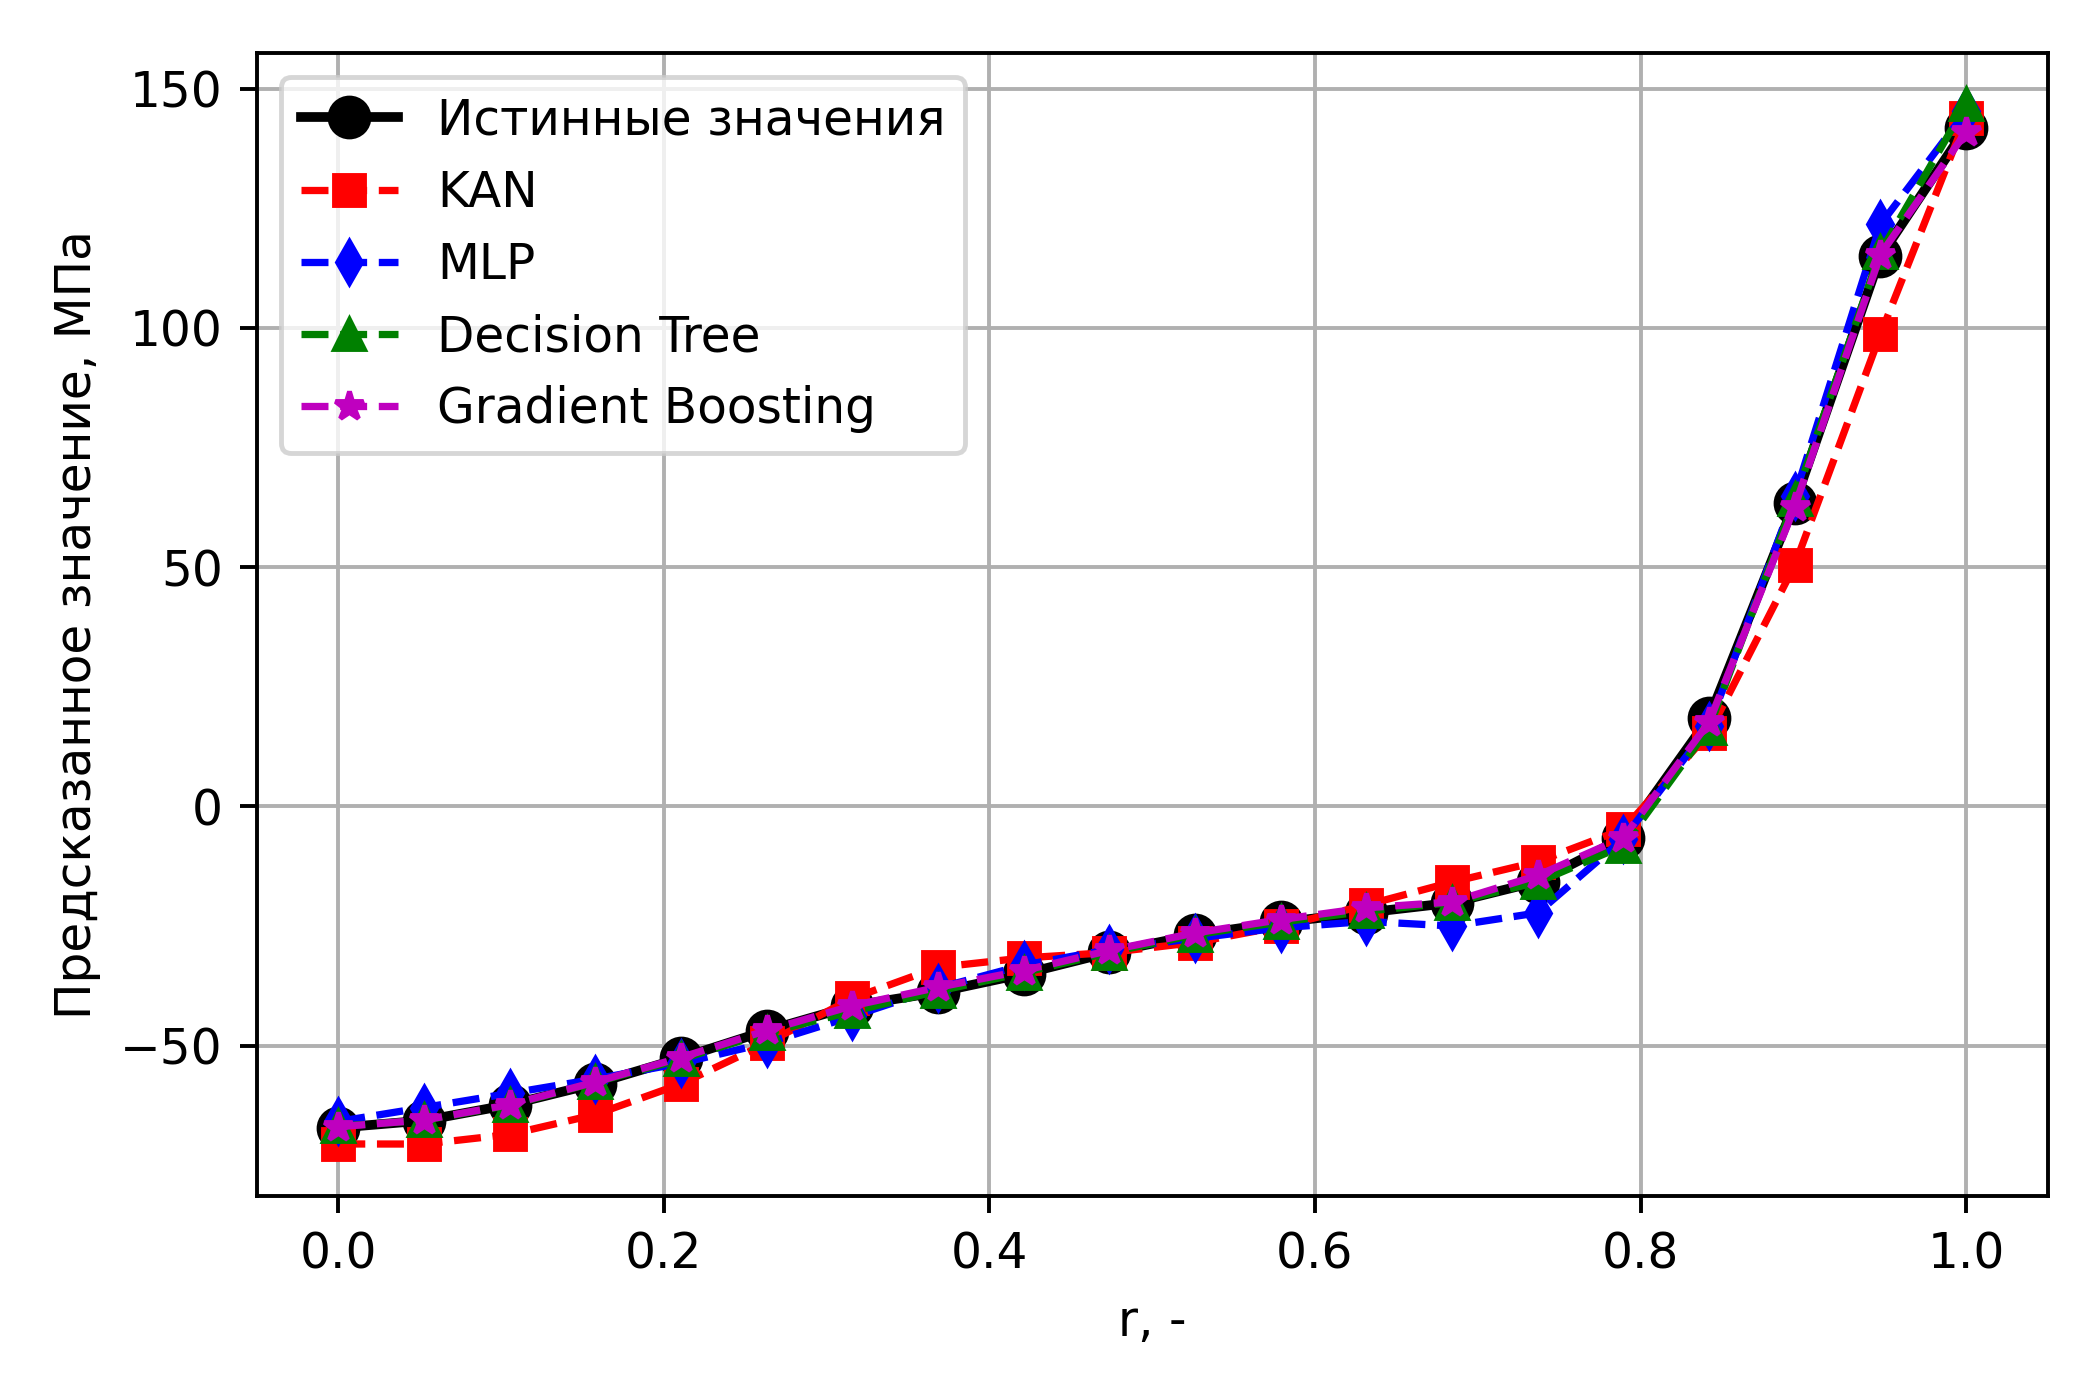 150
100
50
0
−50
Предсказанное значение, МПа
Истинные значения
KAN
MLP
Decision Tree
Gradient Boosting
0.0 0.2 0.4 0.6 0.8 1.0
r, -